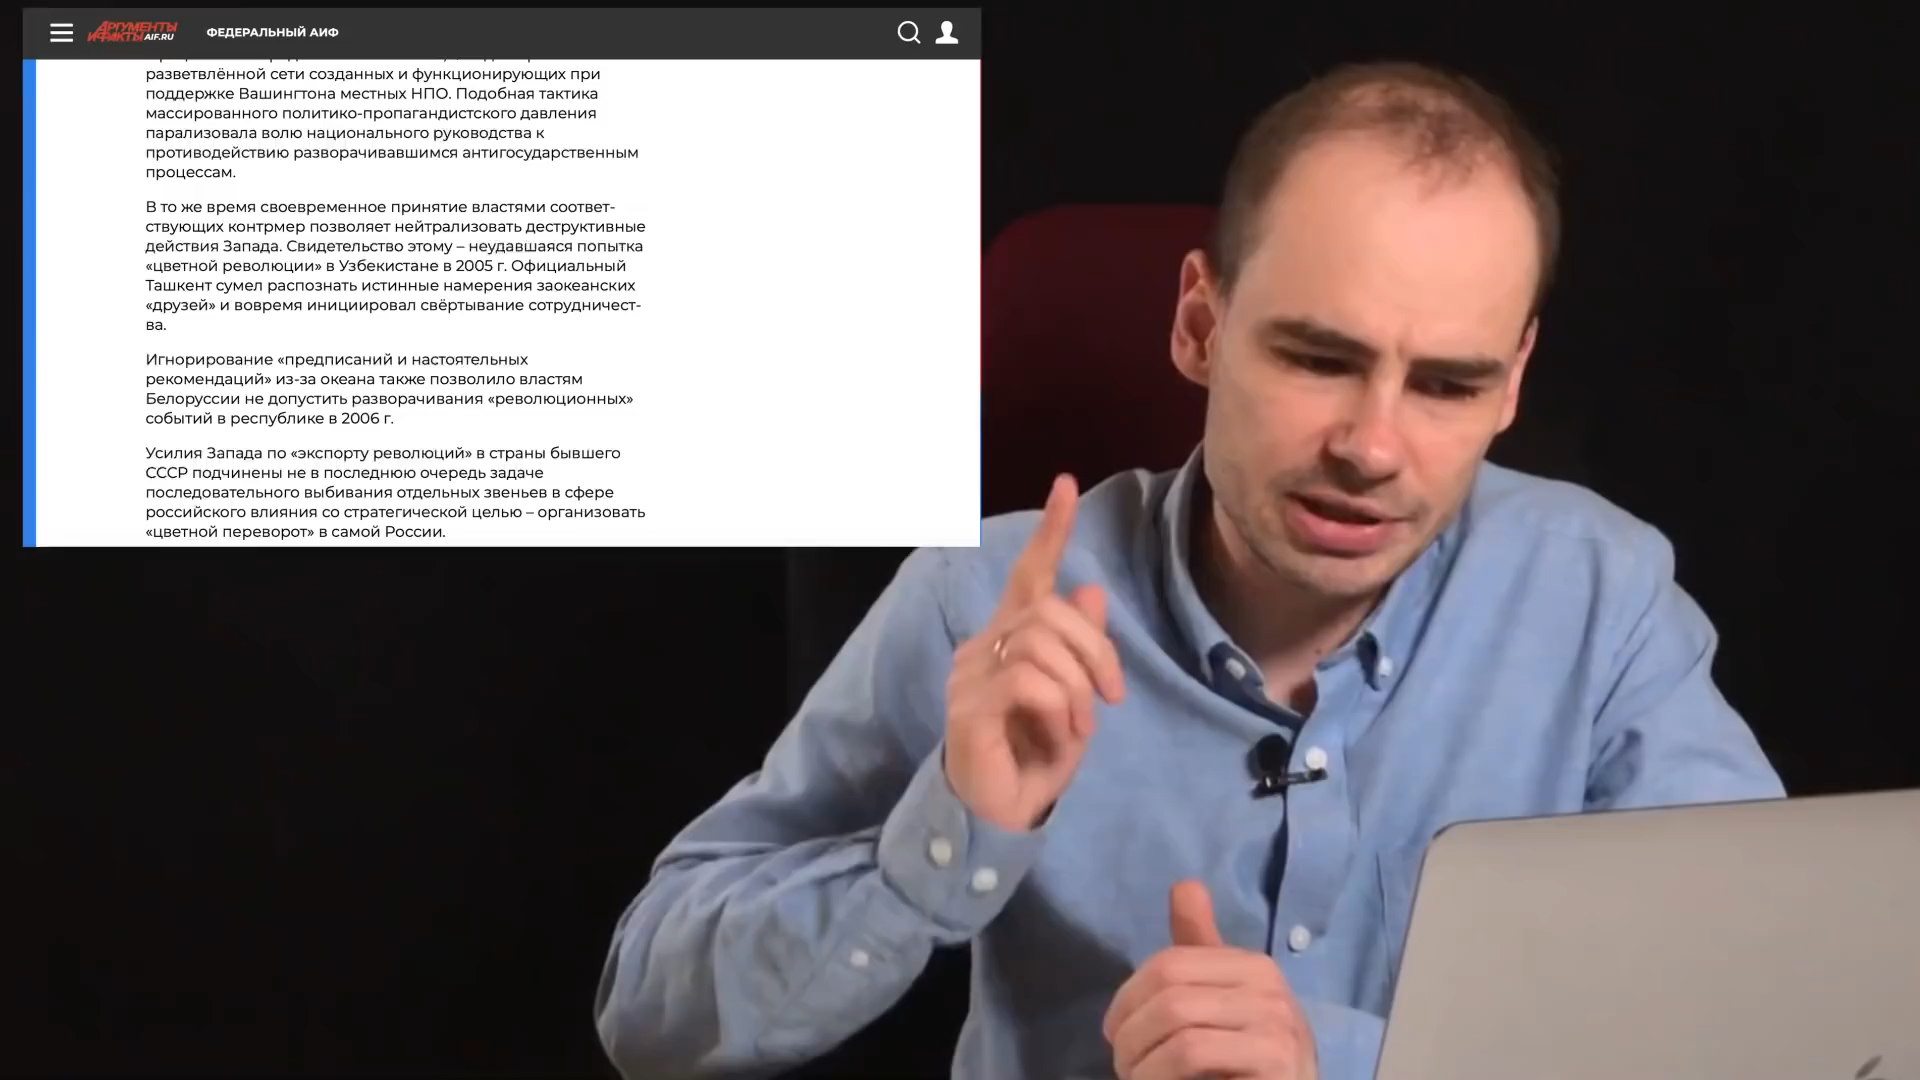 АРГУМЕНТЫ
И ФАКТЫ AIF.RU
ФЕДЕРАЛЬНЫЙ АИФ
разветвлённой сети созданных и функционирующих при
поддержке Вашингтона местных НПО. Подобная тактика
массированного политико-пропагандистского давления
парализовала волю национального руководства к
противодействию разворачивавшимся антигосударственным
процессам.
В то же время своевременное принятие властями соответ-
ствующих контрмер позволяет нейтрализовать деструктивные
действия Запада. Свидетельство этому – неудавшаяся попытка
«цветной революции» в Узбекистане в 2005 г. Официальный
Ташкент сумел распознать истинные намерения заокеанских
«друзей» и вовремя инициировал свёртывание сотрудничест-
ва.
Игнорирование «предписаний и настоятельных
рекомендаций» из-за океана также позволило властям
Белоруссии не допустить разворачивания «революционных»
событий в республике в 2006 г.
Усилия Запада по «экспорту революций» в страны бывшего
СССР подчинены не в последнюю очередь задаче
последовательного выбивания отдельных звеньев в сфере
российского влияния со стратегической целью – организовать
«цветной переворот» в самой России.